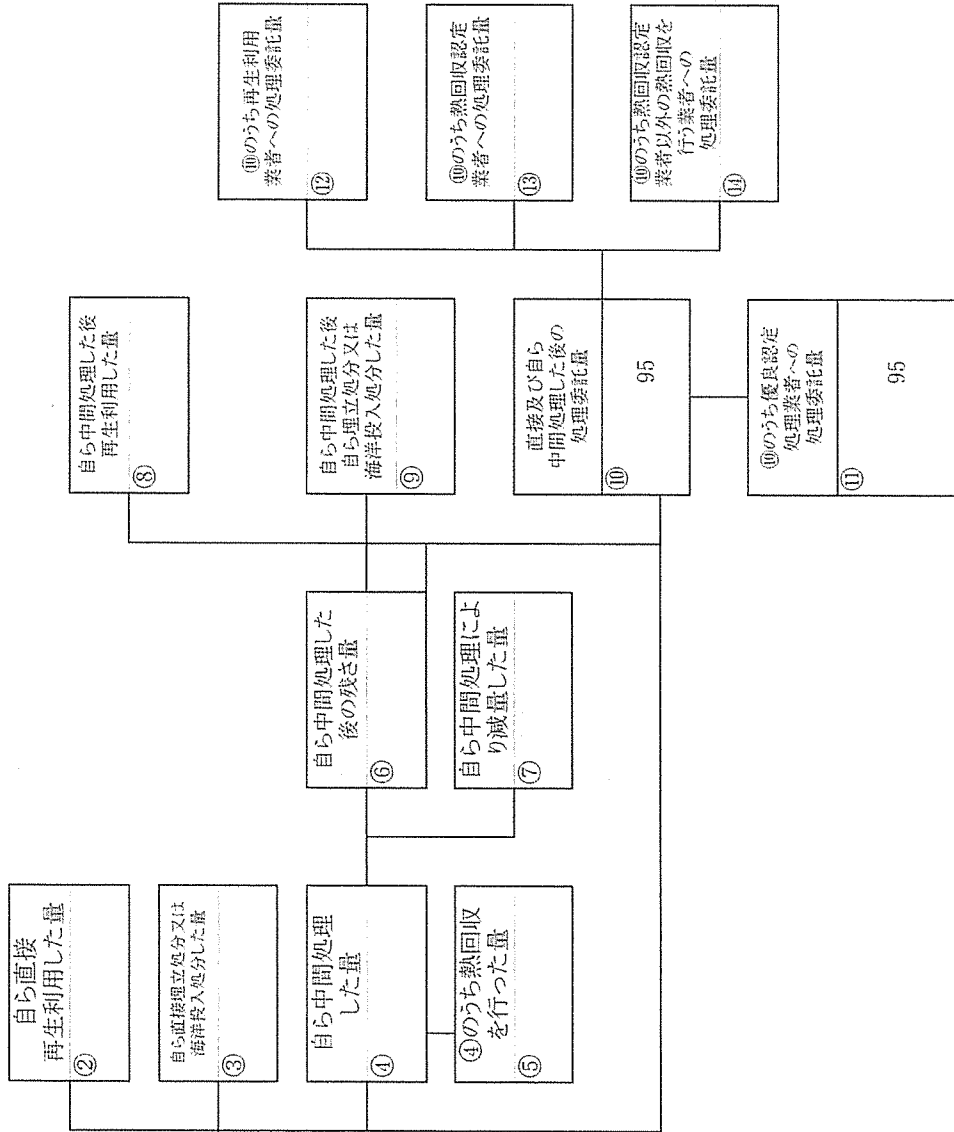 自ら直接
再生利用した量
②
自ら直接埋立処分又は
海洋投入処分した量
③
自ら中間処理
した量
④
④のうち熱回収
を行った量
⑤
自ら中間処理した
後の残さ量
⑥
自ら中間処理によ
り減量した量
⑦
自ら中間処理した後
再生利用した量
⑧
自ら中間処理した後
自ら埋立処分又は
海洋投入処分した量
⑨
直接及び自ら
中間処理した後の
処理委託量
⑩
95
⑩のうち優良認定
処理業者への
処理委託量
⑪
95
⑩のうち再生利用
業者への処理委託量
⑫
⑩のうち熱回収認定
業者への処理委託量
⑬
⑩のうち熱回収認定
業者以外の熱回収を
行う業者への
処理委託量
⑭